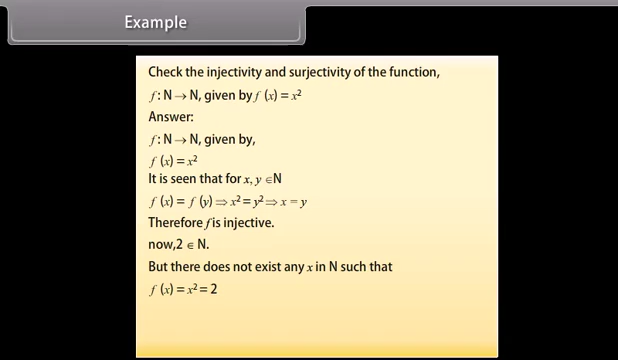 Example
Check the injectivity and surjectivity of the function,
f : N → N, given by f (x) = x²
Answer:
f : N → N, given by,
f (x) = x²
It is seen that for x, y ∈N
f (x) = f (y) ⇒ x² = y² ⇒ x = y
Therefore f is injective.
now,2 ∈ N.
But there does not exist any x in N such that
f (x) = x² = 2